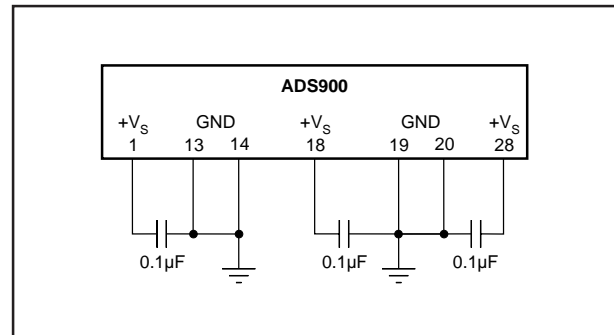 ADS900
+VS GND +VS GND +VS
1 13 14 18 19 20 28
0.1µF 0.1µF 0.1µF